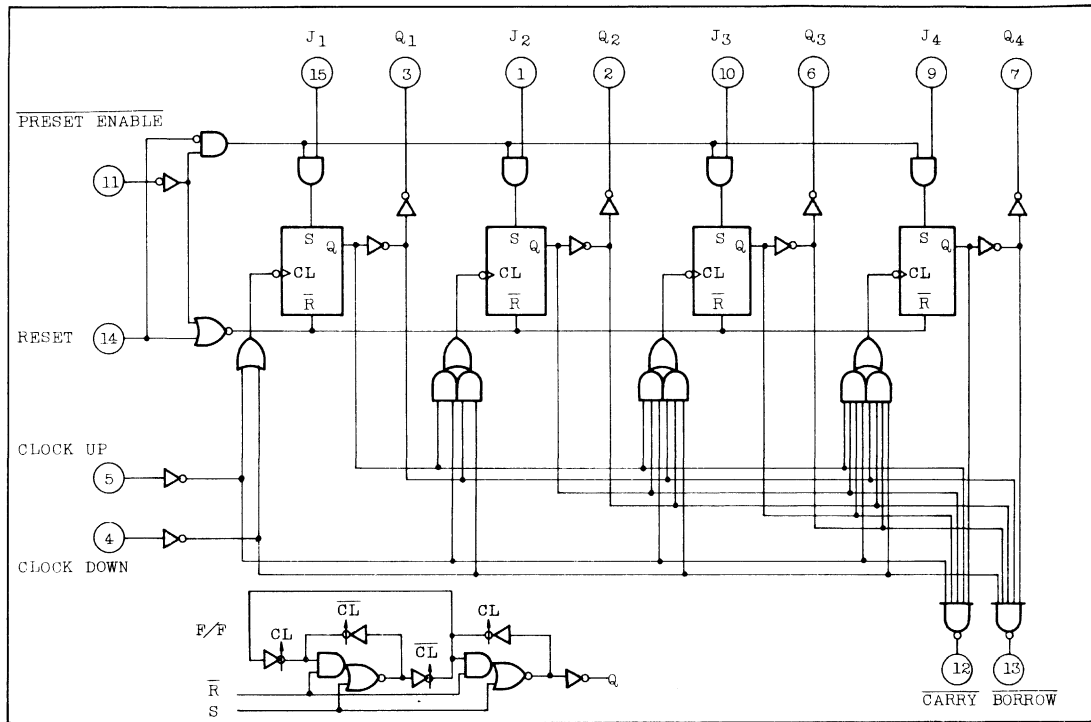 J1 Q1 J2 Q2 J3 Q3 J4 Q4
15 3 1 2 10 6 9 7
PRESET ENABLE
11
S Q S Q S Q S Q
CL CL CL CL
R R R R
RESET 14
CLOCK UP
5
4
CLOCK DOWN
F/F CL CL CL CL
R
S
Q
12 13
CARRY BORROW